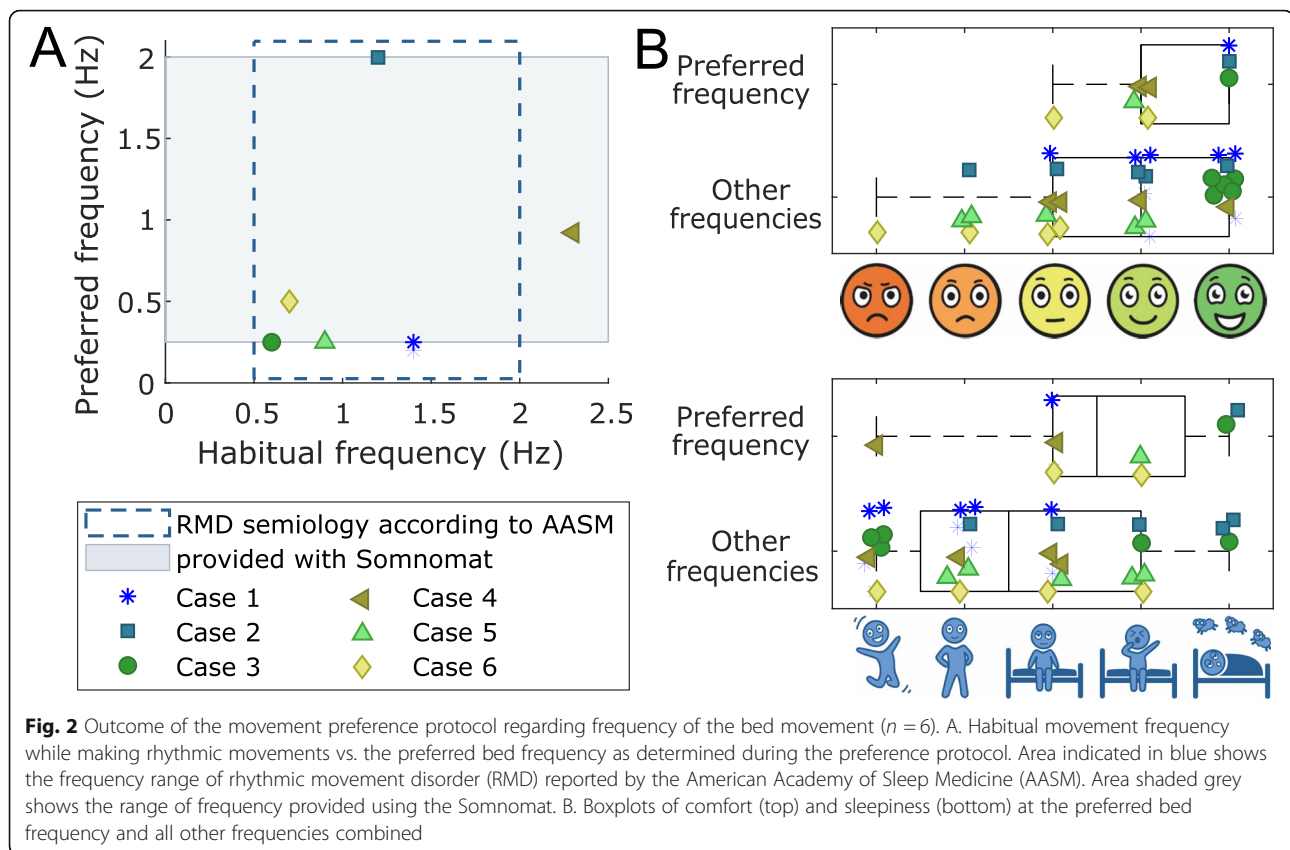 A
Preferred frequency (Hz)
2
1.5
1
0.5
0
0
0.5
1
1.5
2
2.5
Habitual frequency (Hz)
RMD semiology according to AASM
provided with Somnomat
Case 1
Case 4
Case 2
Case 5
Case 3
Case 6
B
Preferred
frequency
Other
frequencies
Preferred
frequency
Other
frequencies
Fig. 2 Outcome of the movement preference protocol regarding frequency of the bed movement (n = 6). A. Habitual movement frequency
while making rhythmic movements vs. the preferred bed frequency as determined during the preference protocol. Area indicated in blue shows
the frequency range of rhythmic movement disorder (RMD) reported by the American Academy of Sleep Medicine (AASM). Area shaded grey
shows the range of frequency provided using the Somnomat. B. Boxplots of comfort (top) and sleepiness (bottom) at the preferred bed
frequency and all other frequencies combined